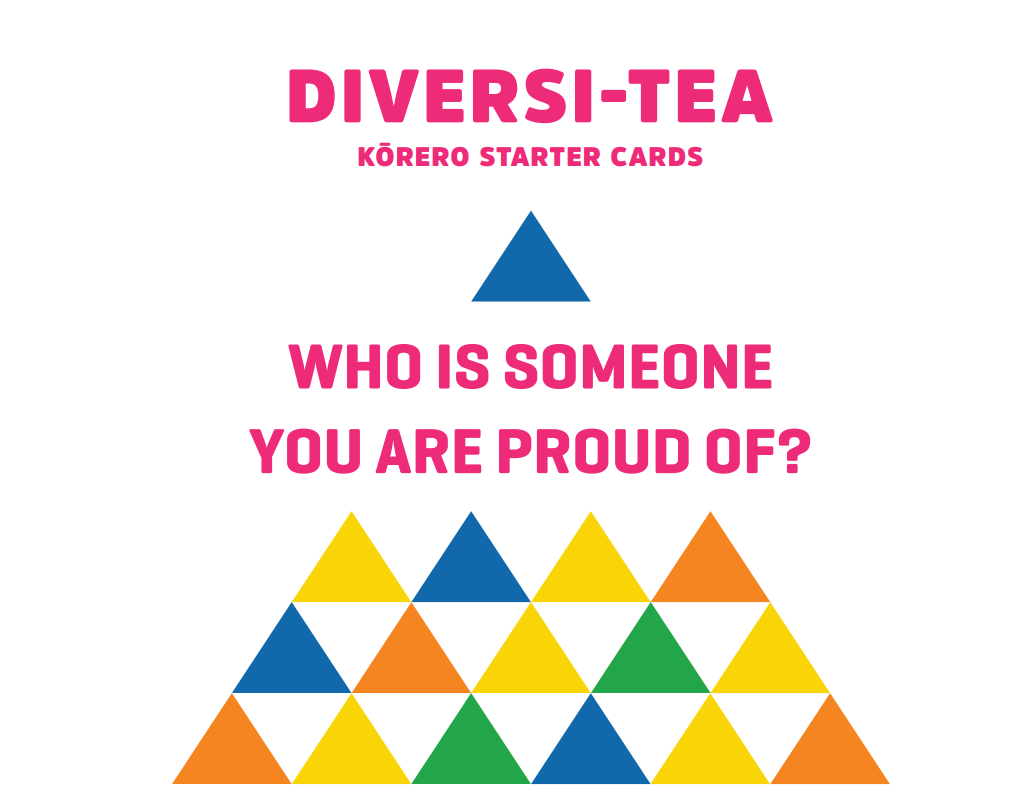 DIVERSI-TEA
KŌRERO STARTER CARDS
WHO IS SOMEONE
YOU ARE PROUD OF?